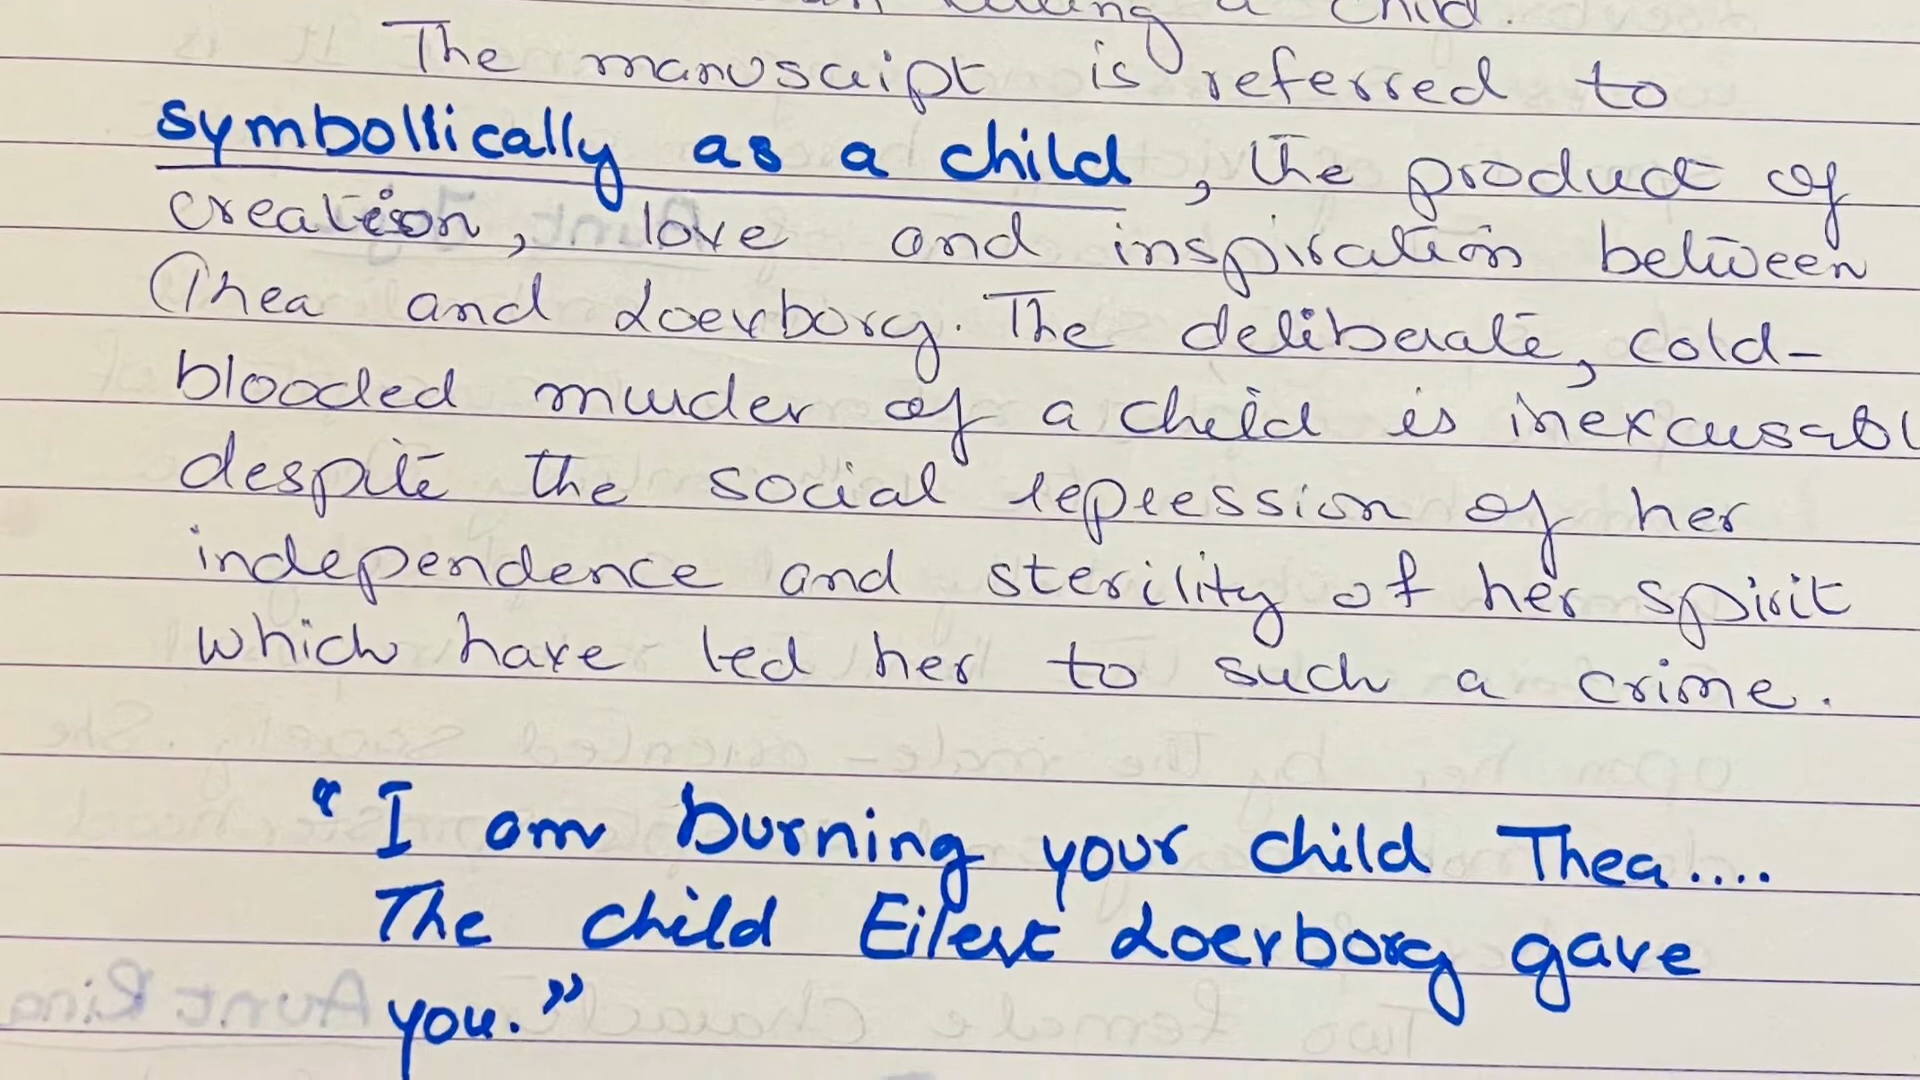 a child.
The manuscript is referred to
symbollically as a child, the product of
creation, love and inspiration between
Thea and Loevborg. The deliberate, cold-
blooded murder of a child is inexcusabl
despite the social repression of her
independence and sterility of her spirit
which have led her to such a crime.
"I am burning your child Thea....
The child Eilert Loevborg gave
you."